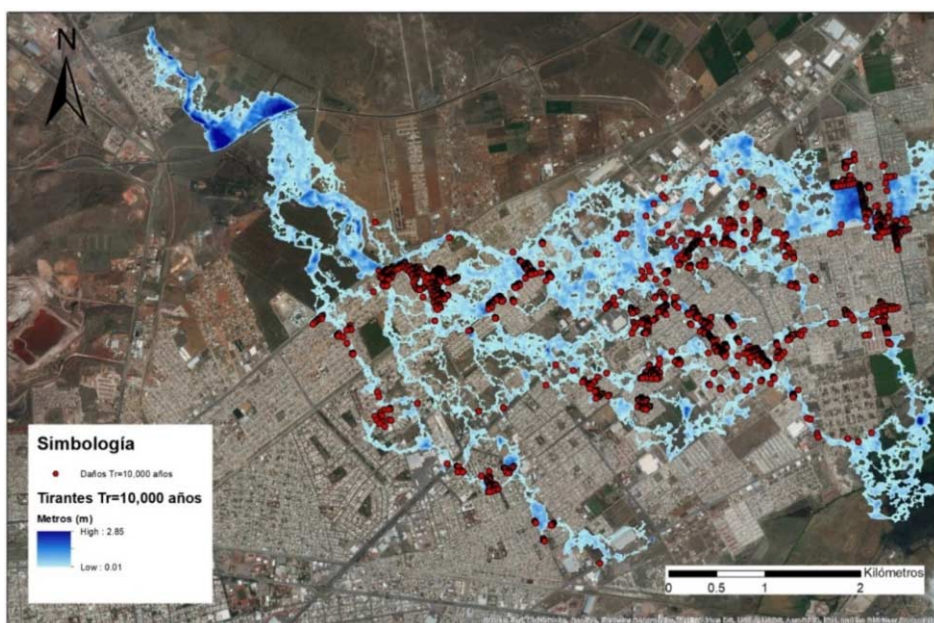 N
Simbología
Daños Tr=10,000 años
Tirantes Tr=10,000 años
Metros (m)
High : 2.85
Low : 0.01
Kilómetros
0 0.5 1 2